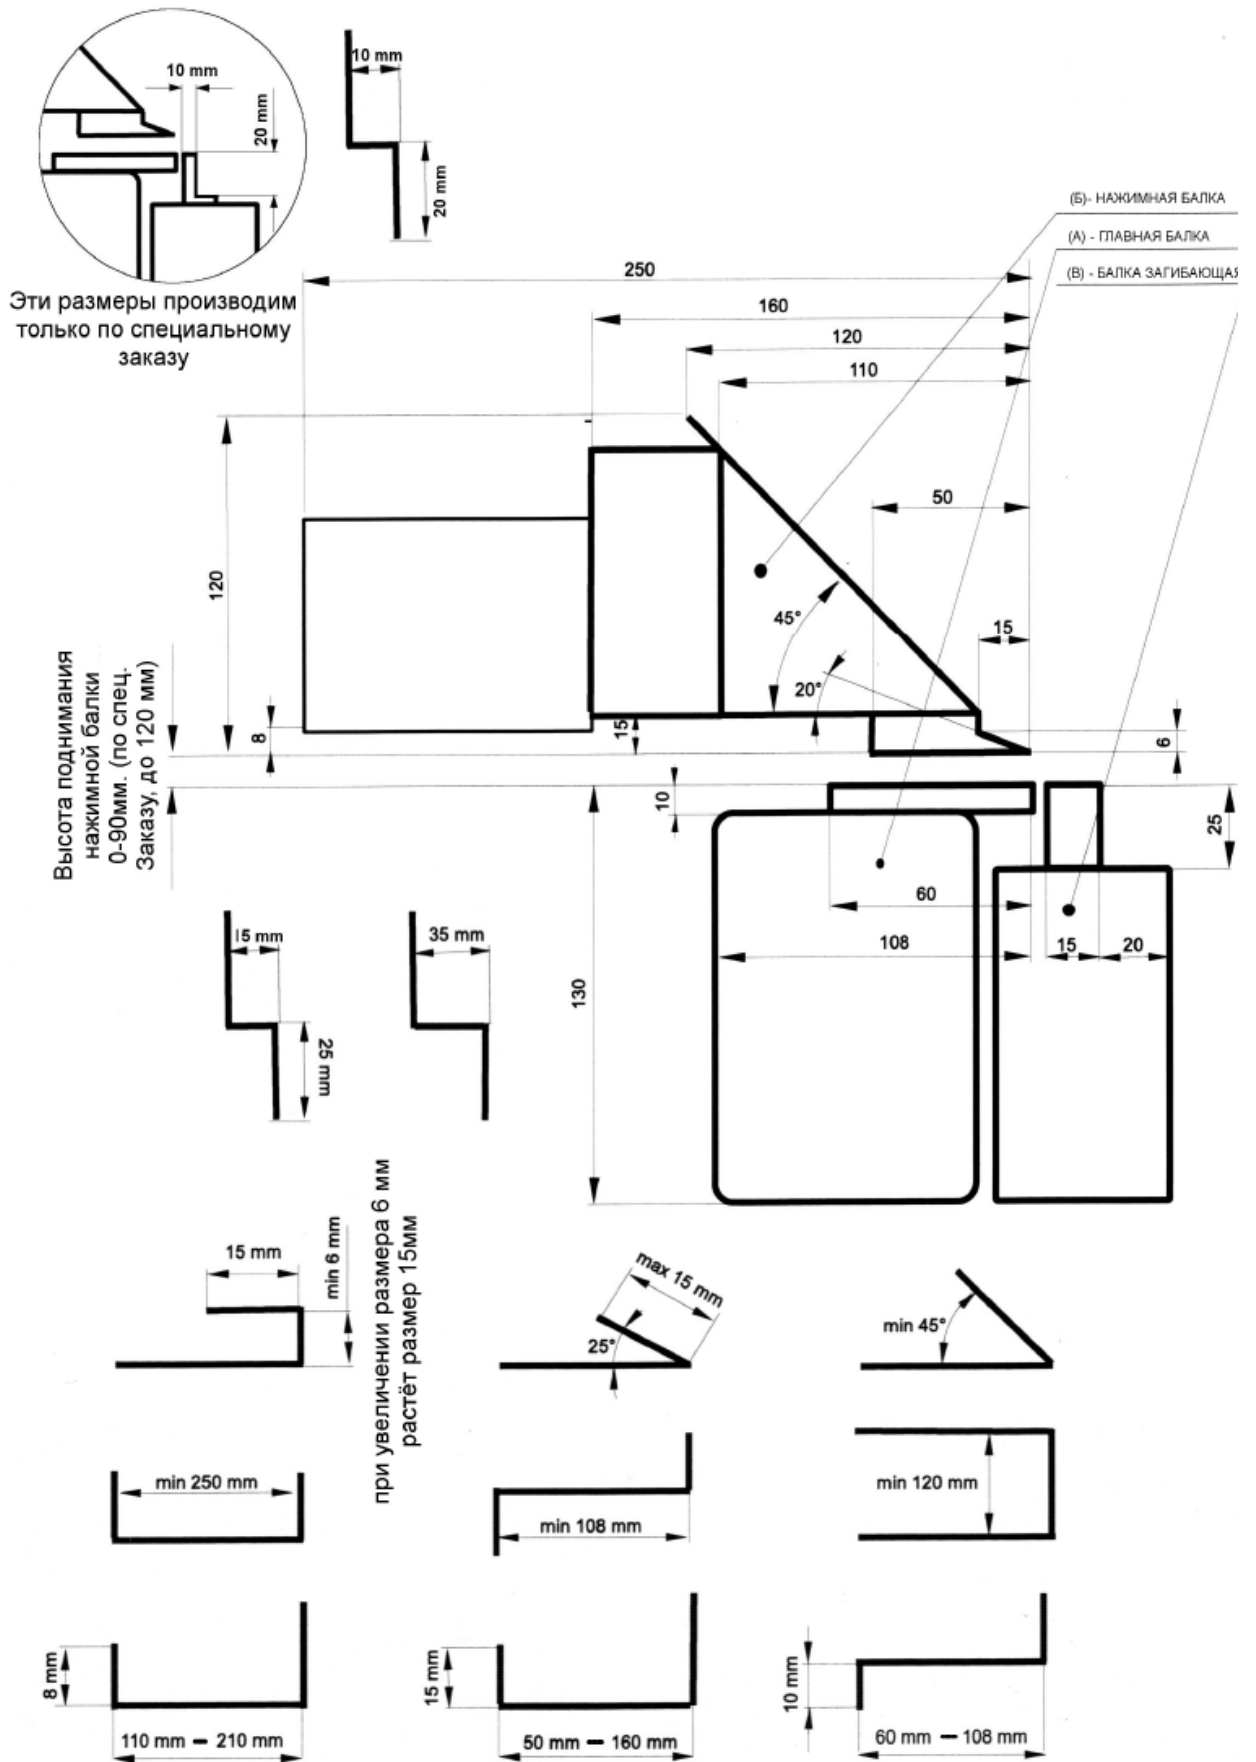 10 mm
20 mm
10 mm
20 mm
Эти размеры производим
только по специальному
заказу
(Б)- НАЖИМНАЯ БАЛКА
(А) - ГЛАВНАЯ БАЛКА
(В) - БАЛКА ЗАГИБАЮЩАЯ
250
160
120
110
50
15
120
45°
20°
15
8
6
Высота поднимания
нажимной балки
0-90мм. (по спец.
Заказу, до 120 мм)
10
25
60
108
15
20
130
15 mm
25 mm
35 mm
15 mm
min 6 mm
при увеличении размера 6 мм
растёт размер 15мм
max 15 mm
25°
min 45°
min 250 mm
min 108 mm
min 120 mm
8 mm
110 mm – 210 mm
15 mm
50 mm – 160 mm
10 mm
60 mm – 108 mm